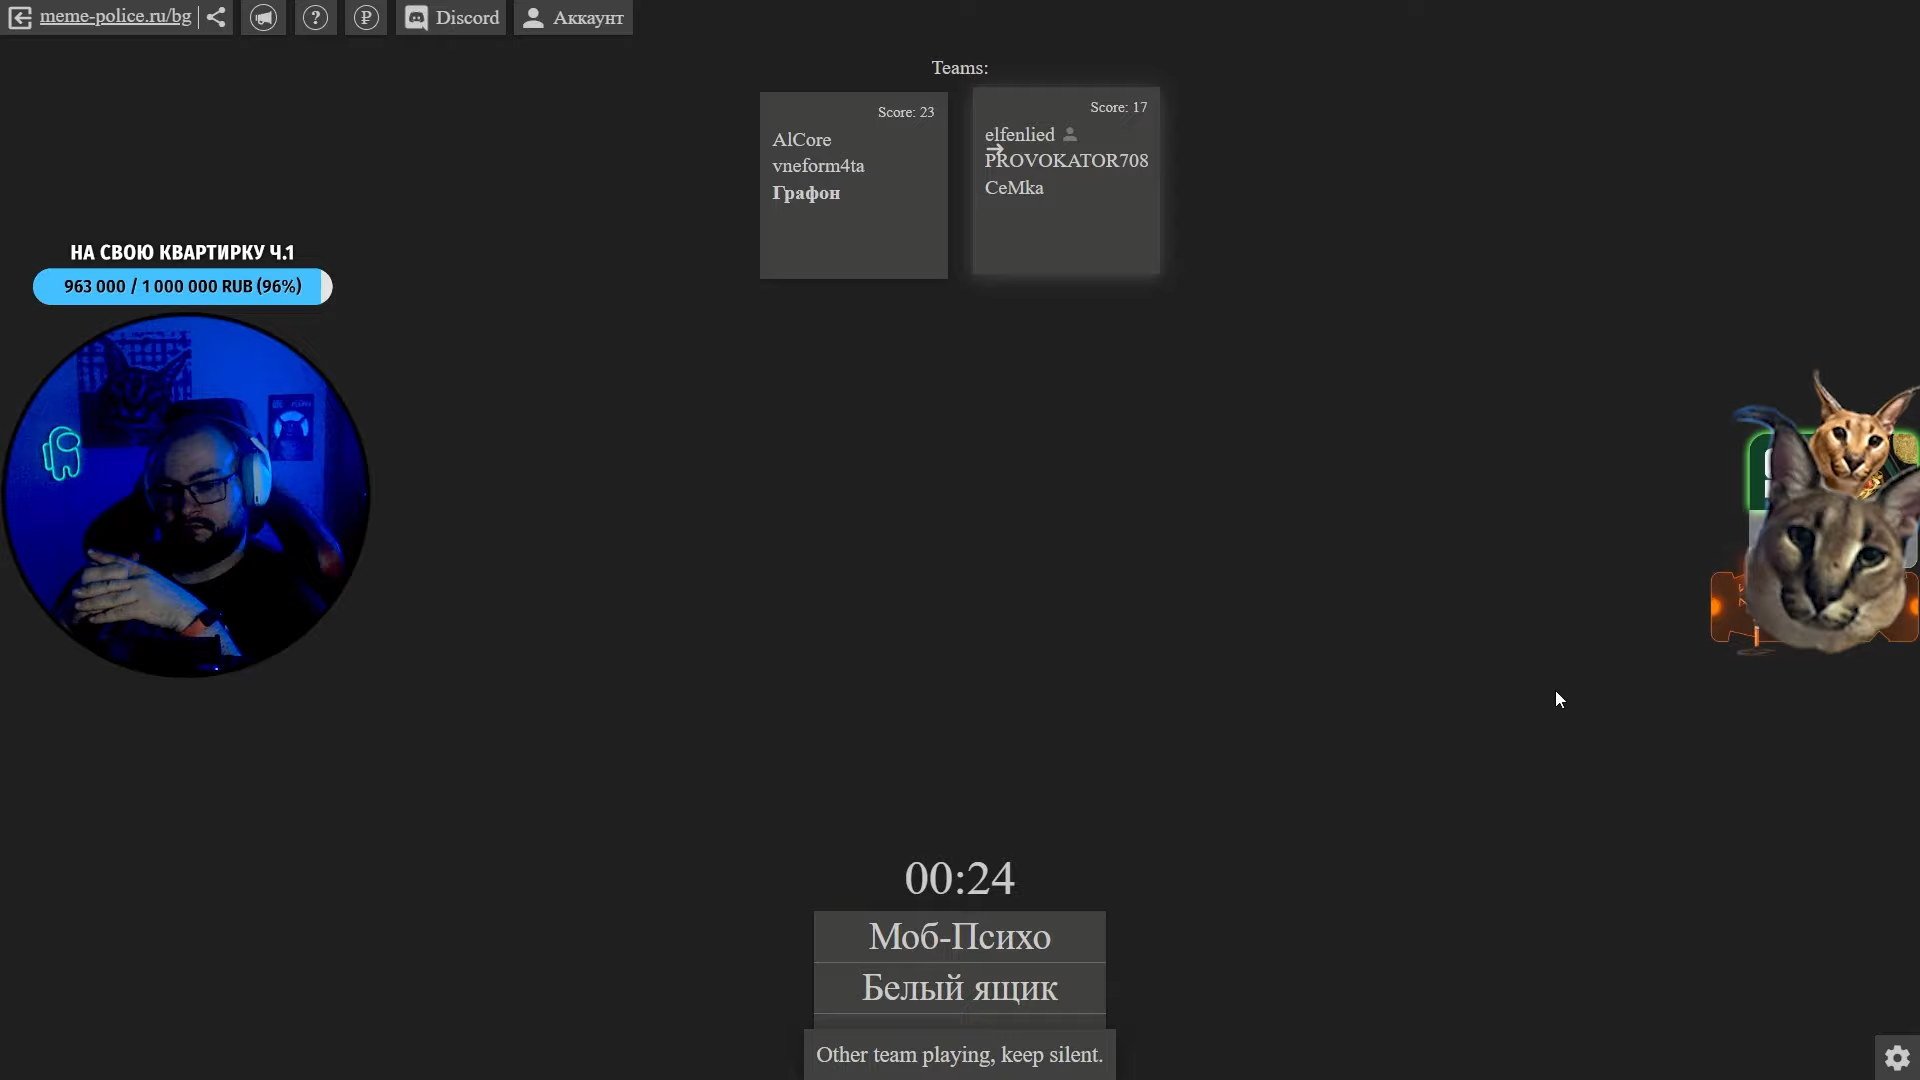 meme-police.ru/bg
Discord
Аккаунт
Teams:
Score: 23
AlCore
vneform4ta
Графон
Score: 17
elfenlied
PROVOKATOR708
CeMka
НА СВОЮ КВАРТИРКУ Ч.1
963 000 / 1 000 000 RUB (96%)
00:24
Моб-Психо
Белый ящик
Other team playing, keep silent.